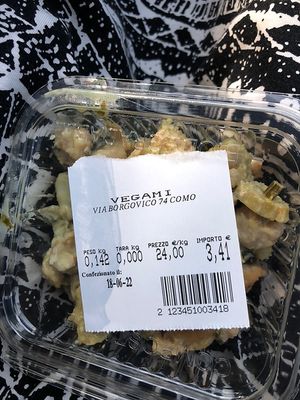 VEGAMI
VIA BORGOVICO 74 COMO
PESO kg TARA kg PREZZO €/kg IMPORTO €
0,142 0,000 24,00 3,41
Confezionato il:
18-06-22
2 123451003418